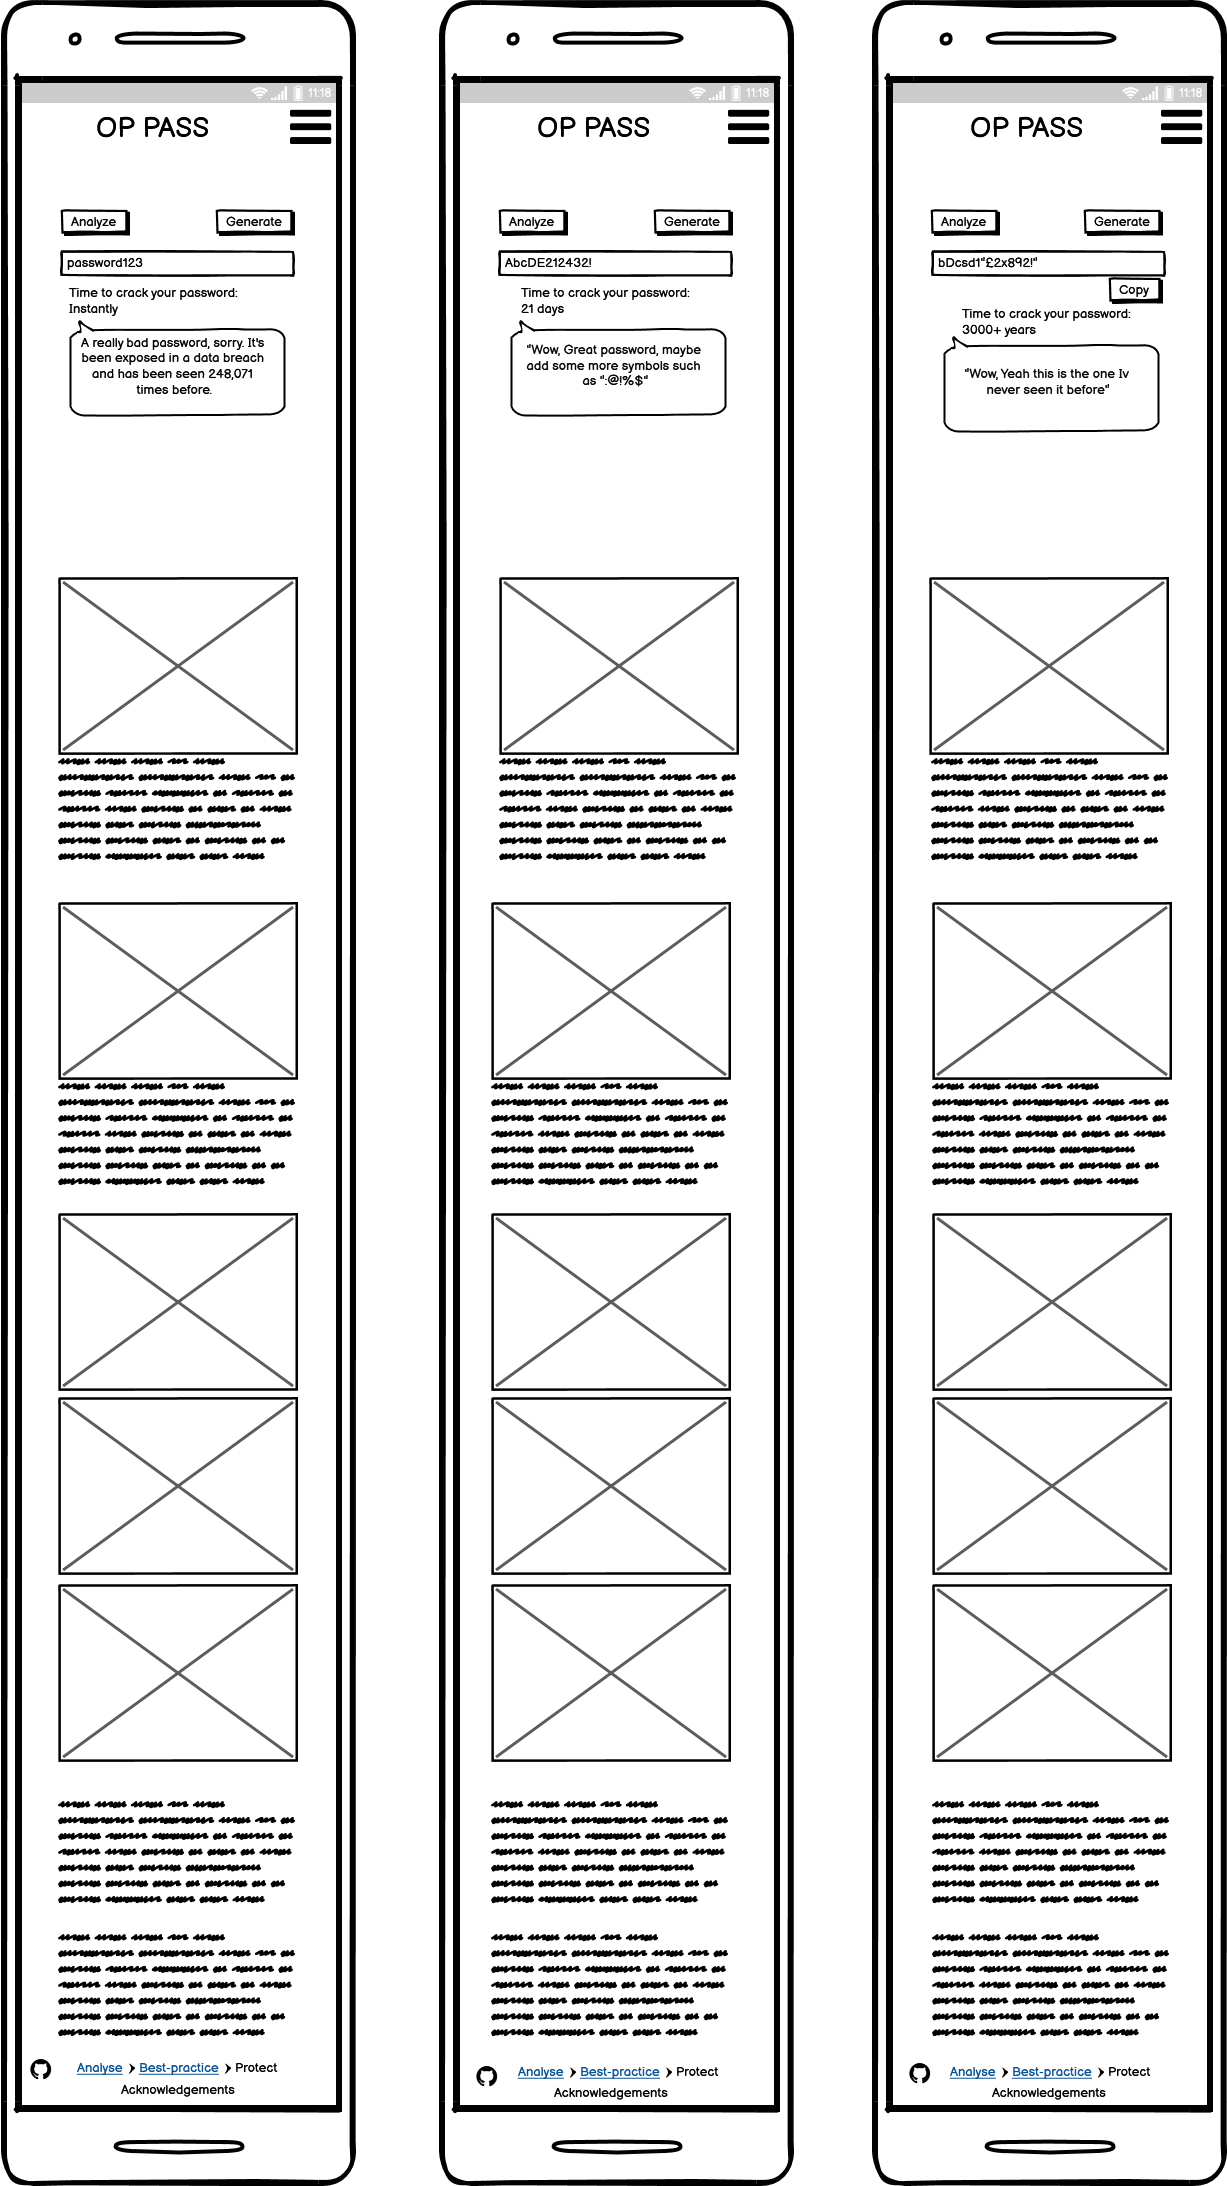 11:18
OP PASS
Analyze
Generate
password123
Time to crack your password:
Instantly
A really bad password, sorry. It's
been exposed in a data breach
and has been seen 248,071
times before.
Analyse
Best-practice
Protect
Acknowledgements
11:18
OP PASS
Analyze
Generate
AbcDE212432!
Time to crack your password:
21 days
"Wow, Great password, maybe
add some more symbols such
as ":@!%$"
Analyse
Best-practice
Protect
Acknowledgements
11:18
OP PASS
Analyze
Generate
bDcsd1"£2x892!"
Copy
Time to crack your password:
3000+ years
"Wow, Yeah this is the one Iv
never seen it before"
Analyse
Best-practice
Protect
Acknowledgements